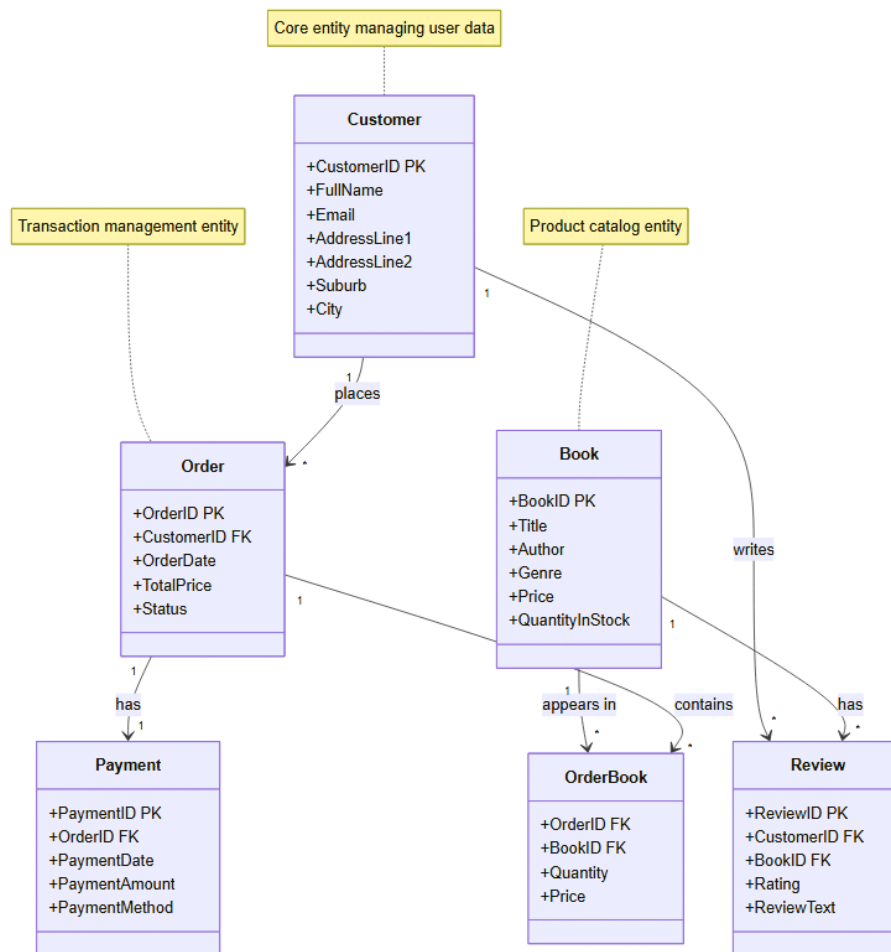 Core entity managing user data
Customer
+CustomerID PK
+FullName
+Email
+AddressLine1
+AddressLine2
+Suburb
+City
Transaction management entity
Product catalog entity
1
1
places
*
Order
+OrderID PK
+CustomerID FK
+OrderDate
+TotalPrice
+Status
Book
+BookID PK
+Title
+Author
+Genre
+Price
+QuantityInStock
writes
1
1
1
has
1
1
appears in
*
contains
*
has
*
*
Payment
+PaymentID PK
+OrderID FK
+PaymentDate
+PaymentAmount
+PaymentMethod
OrderBook
+OrderID FK
+BookID FK
+Quantity
+Price
Review
+ReviewID PK
+CustomerID FK
+BookID FK
+Rating
+ReviewText